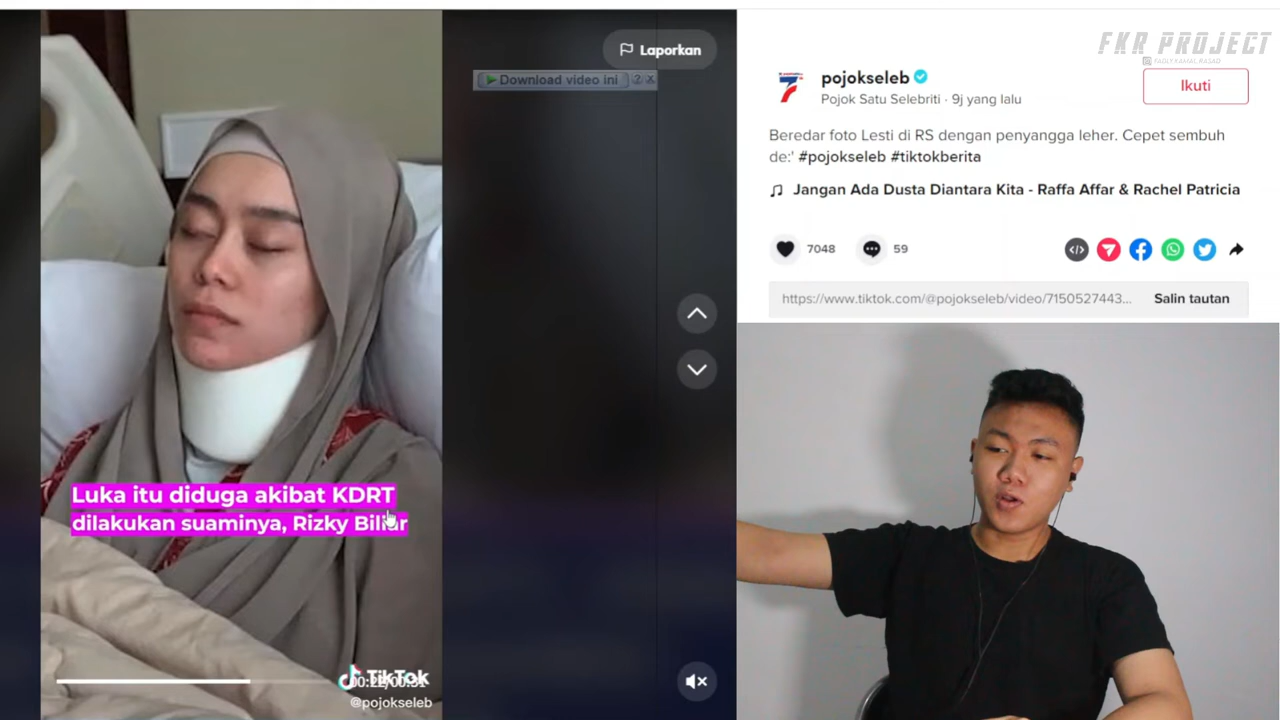 Laporkan
Download video ini
Luka itu diduga akibat KDRT
dilakukan suaminya, Rizky Billar
TikTok
@pojokseleb
FKR PROJECT
pojokseleb
Pojok Satu Selebriti · 9j yang lalu
Ikuti
Beredar foto Lesti di RS dengan penyangga leher. Cepet sembuh
de:' #pojokseleb #tiktokberita
Jangan Ada Dusta Diantara Kita - Raffa Affar & Rachel Patricia
7048
59
https://www.tiktok.com/@pojokseleb/video/7150527443...
Salin tautan